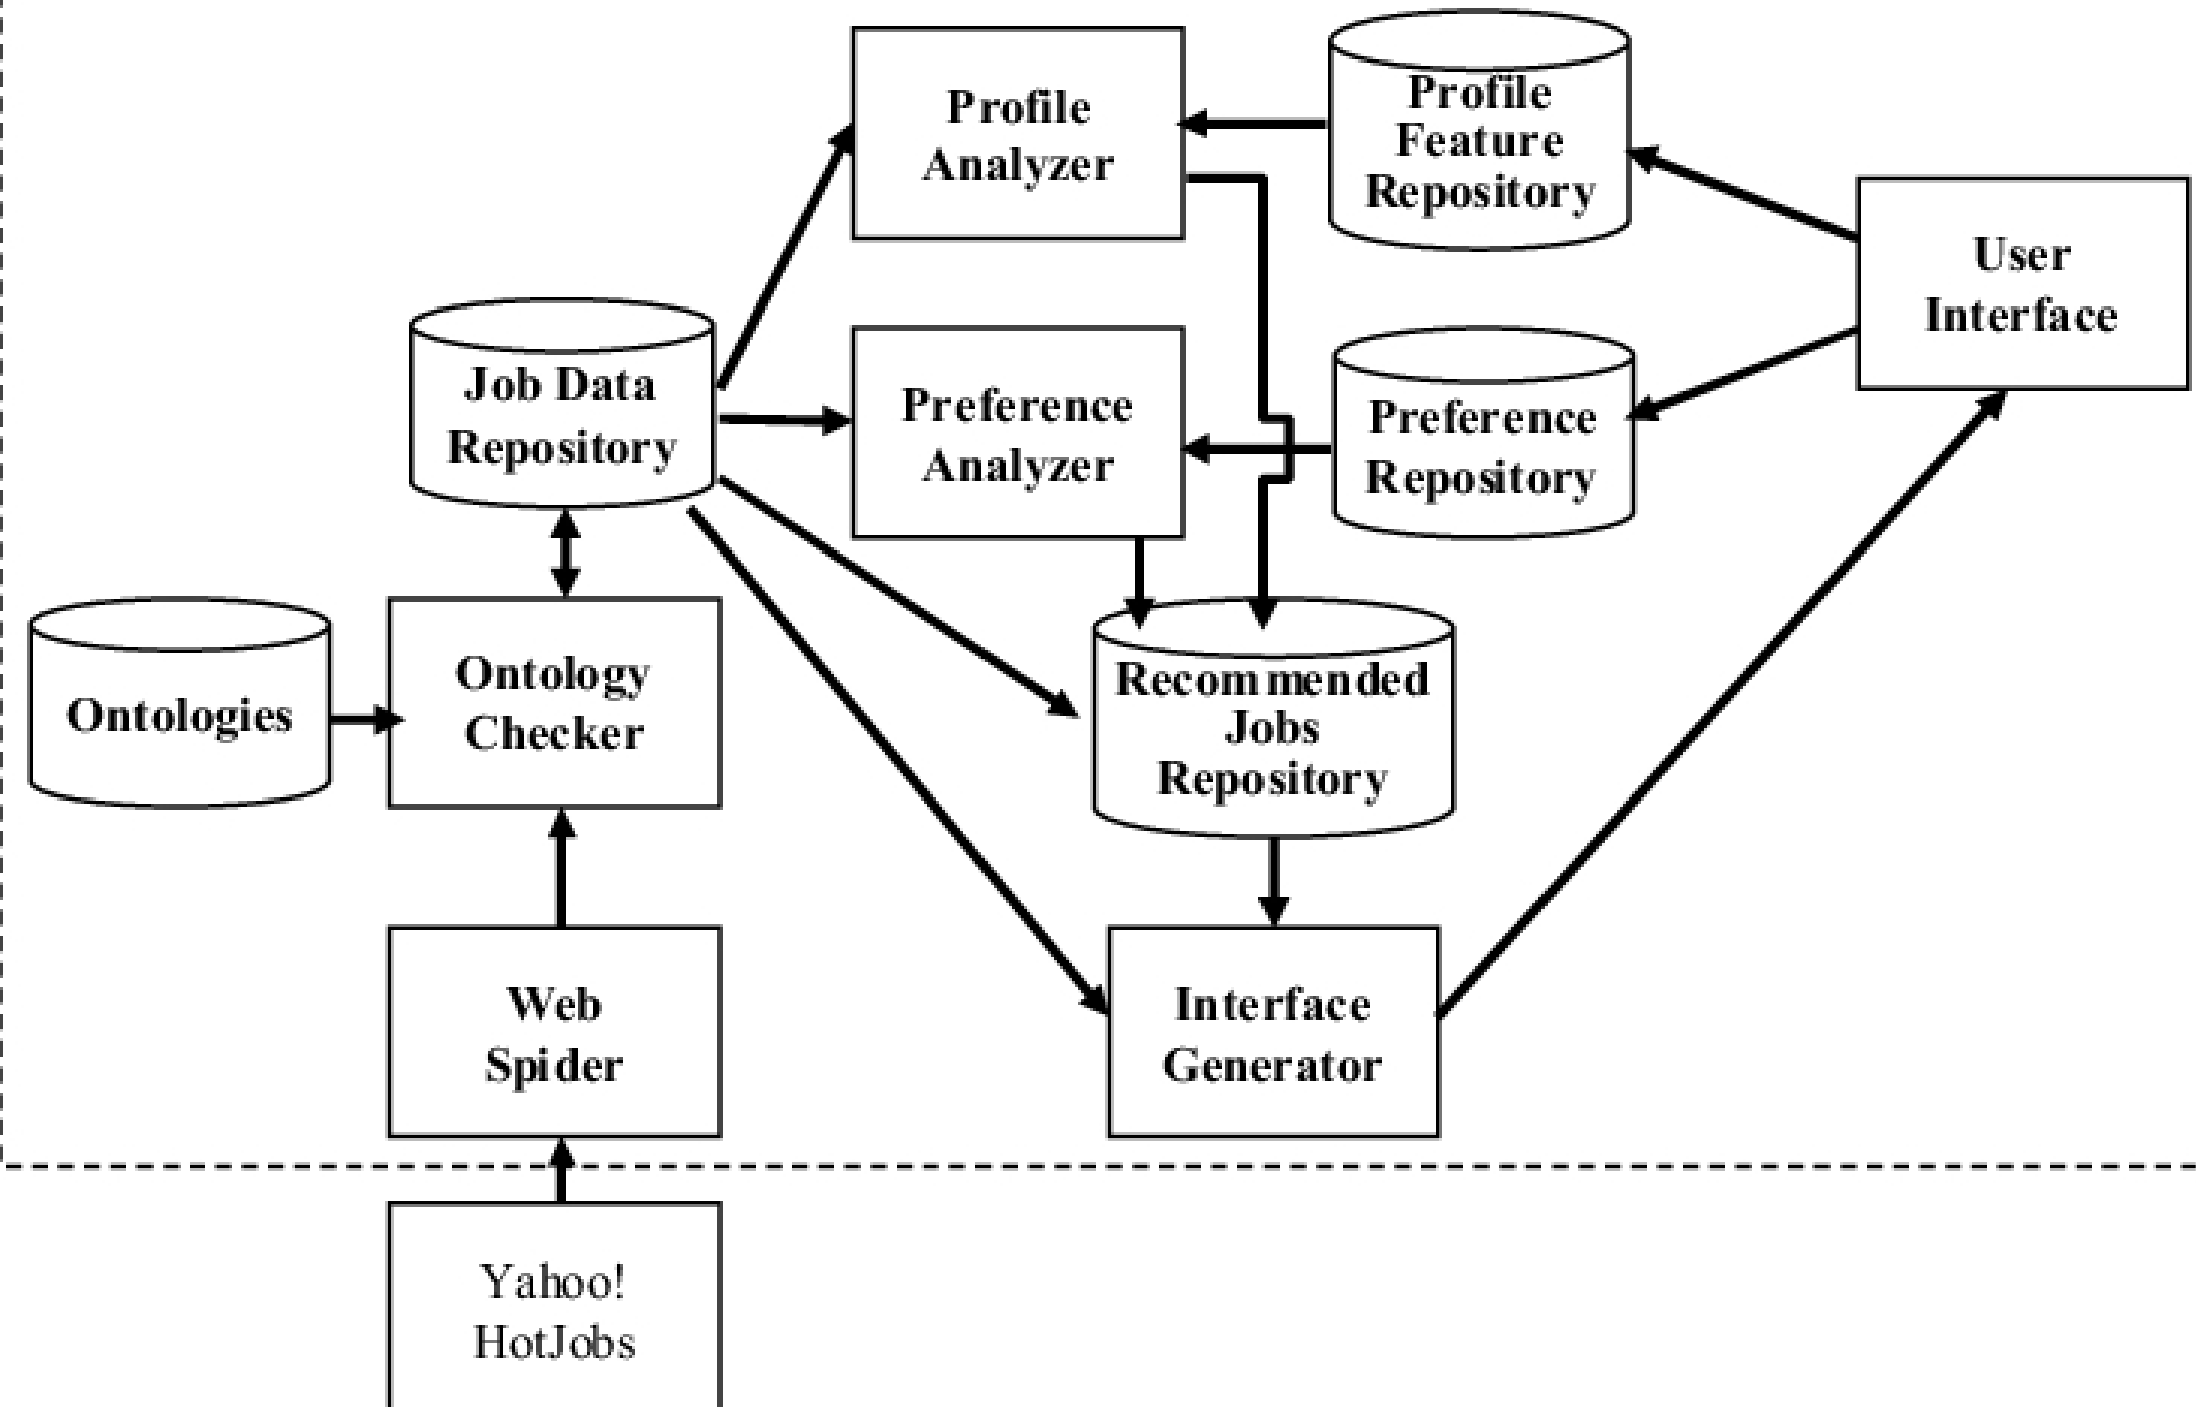 Profile
Analyzer
Profile
Feature
Repository
User
Interface
Job Data
Repository
Preference
Analyzer
Preference
Repository
Ontologies
Ontology
Checker
Recommended
Jobs
Repository
Web
Spider
Interface
Generator
Yahoo!
HotJobs